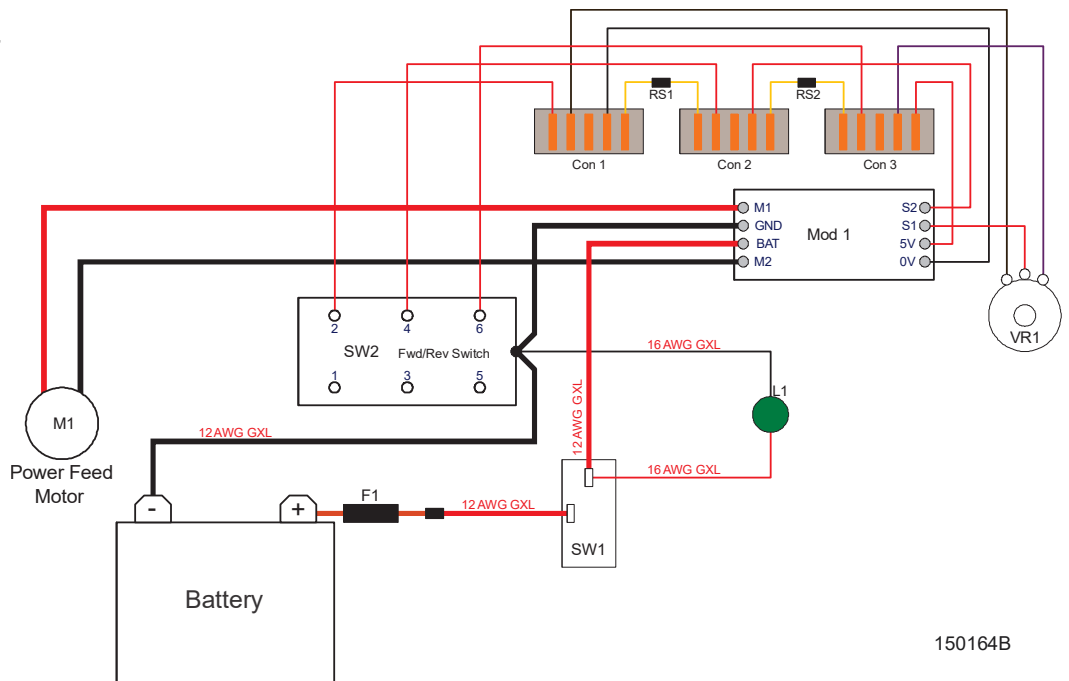 RS1
RS2
Con 1
Con 2
Con 3
M1
GND
BAT
M2
Mod 1
S2
S1
5V
0V
2
4
6
SW2
Fwd/Rev Switch
1
3
5
16 AWG GXL
VR1
L1
M1
Power Feed
Motor
12 AWG GXL
12 AWG GXL
16 AWG GXL
-
+
F1
12 AWG GXL
SW1
Battery
150164B